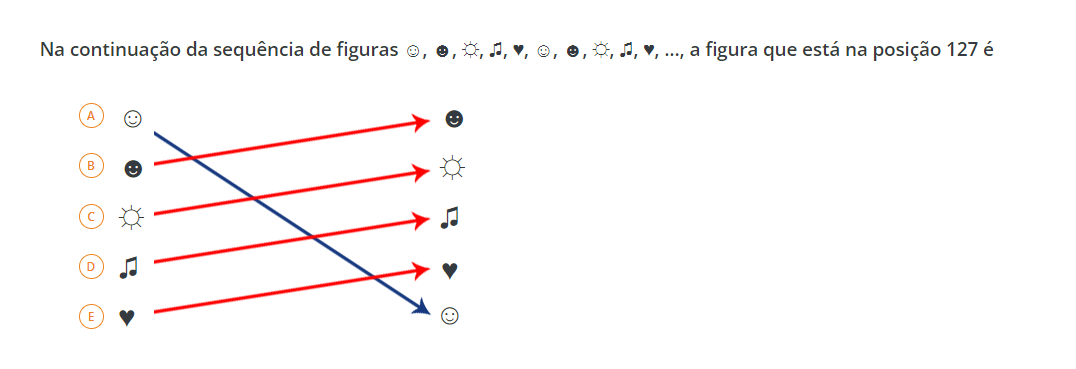 Na continuação da sequência de figuras ☺, ☻, ☼, ♫, ♥, ☺, ☻, ☼, ♫, ♥, ..., a figura que está na posição 127 é
A ☺ ☻
B ☻ ☼
C ☼ ♫
D ♫ ♥
E ♥ ☺